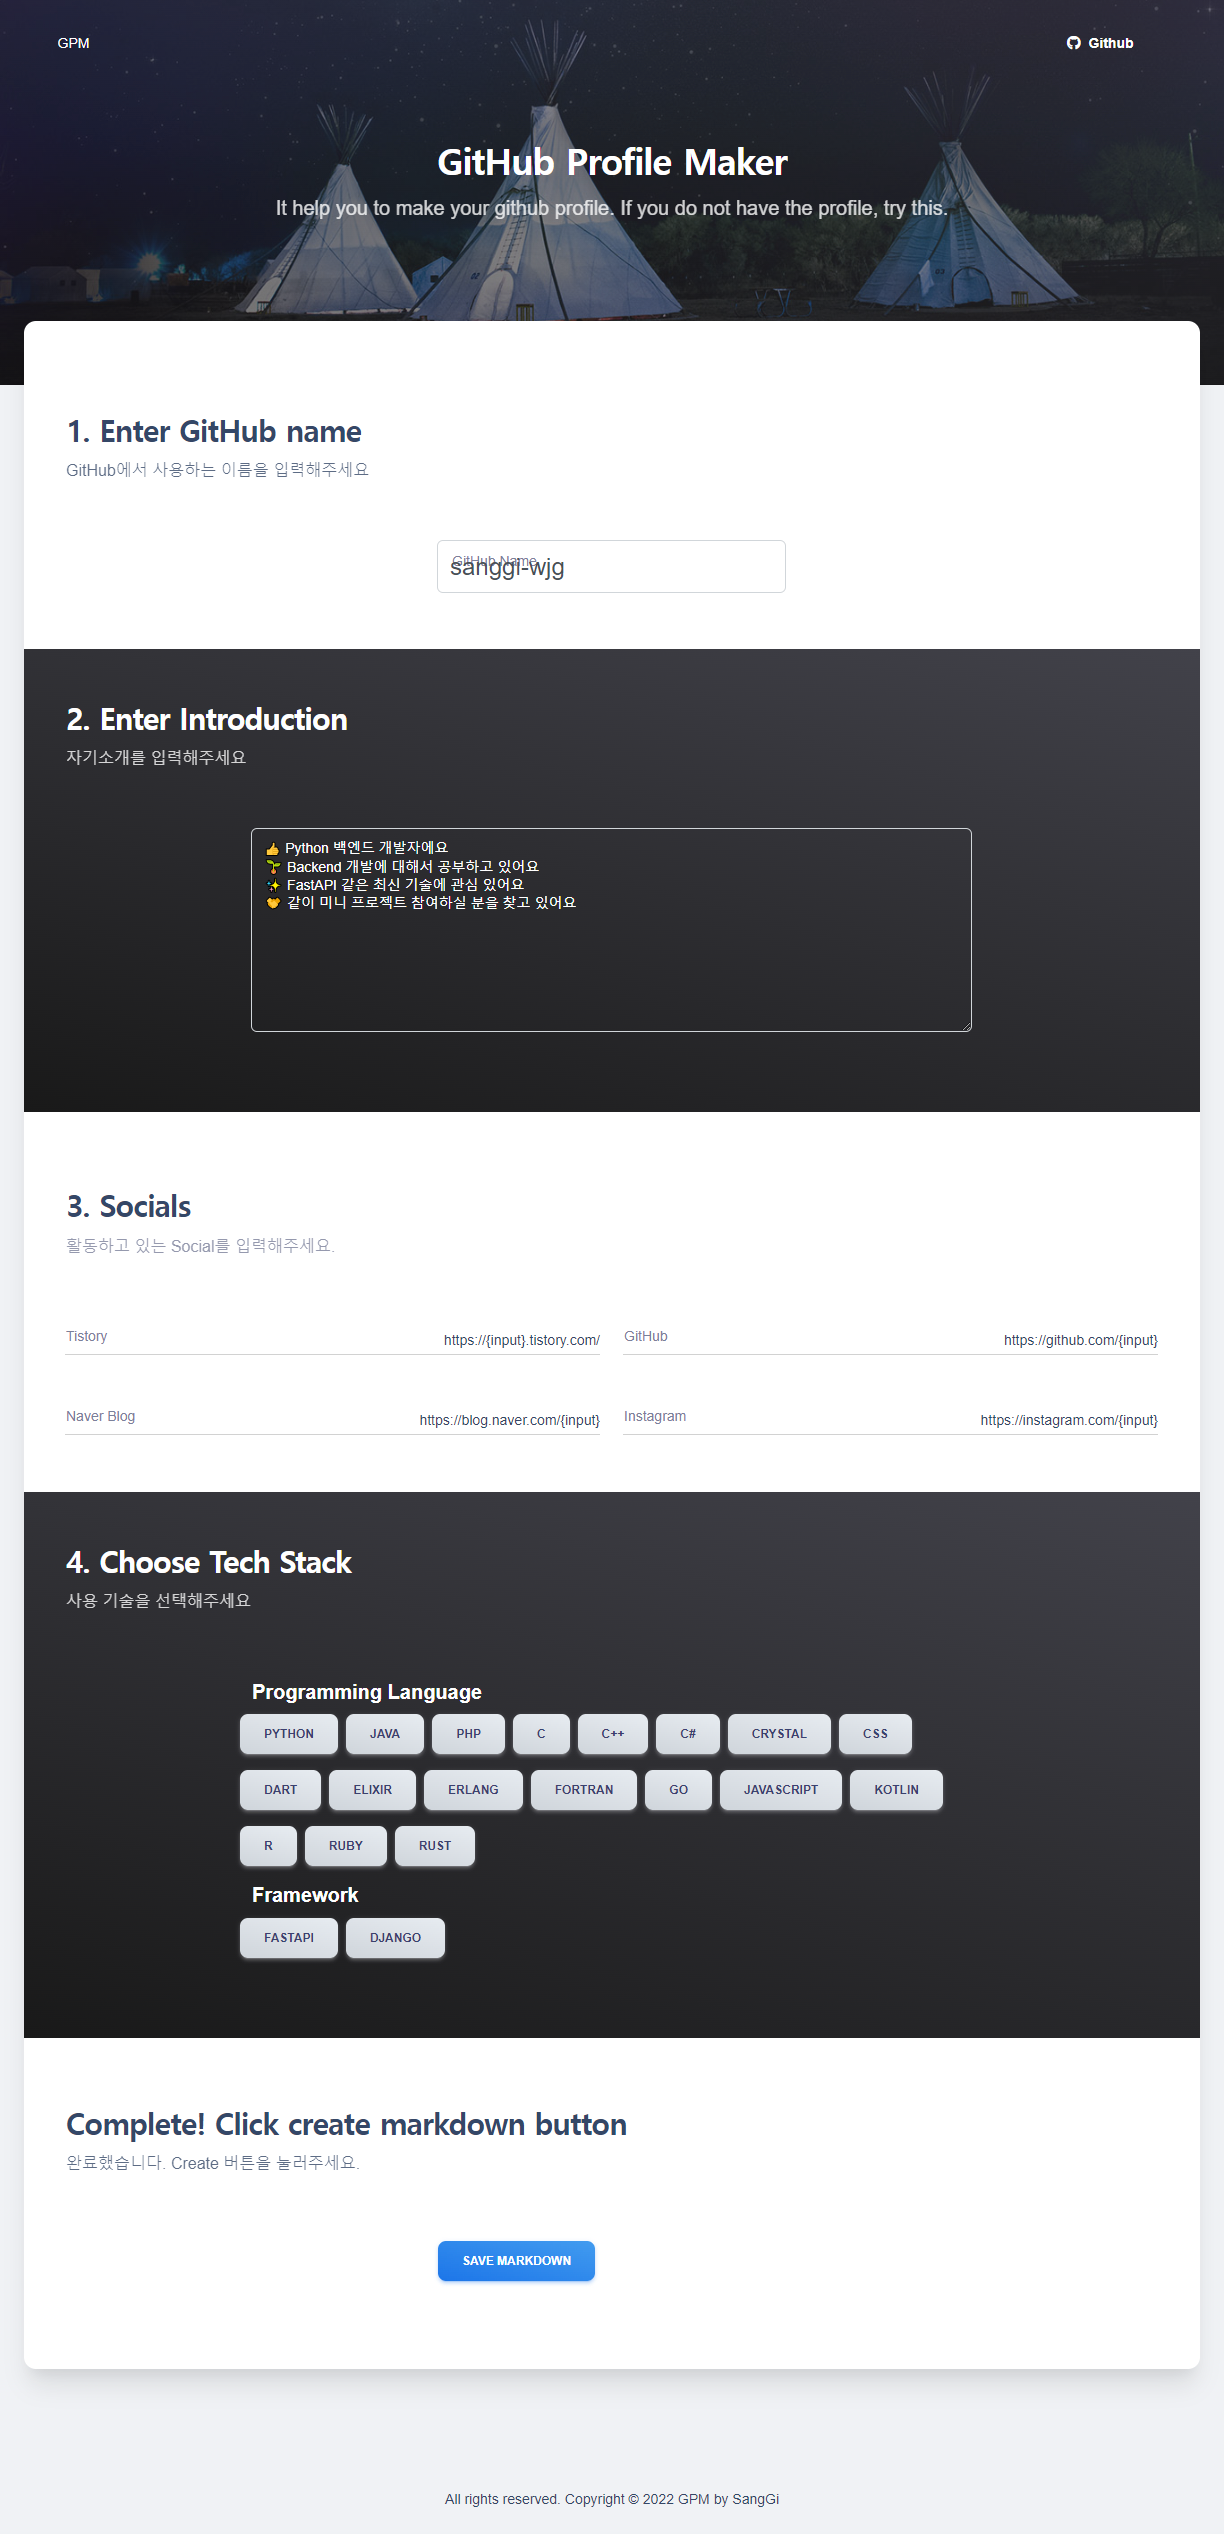 GPM
Github
GitHub Profile Maker
It help you to make your github profile. If you do not have the profile, try this.
1. Enter GitHub name
GitHub에서 사용하는 이름을 입력해주세요
GitHub Name
sanggi-wjg
2. Enter Introduction
자기소개를 입력해주세요
👍 Python 백엔드 개발자에요
🌱 Backend 개발에 대해서 공부하고 있어요
✨ FastAPI 같은 최신 기술에 관심 있어요
🤝 같이 미니 프로젝트 참여하실 분을 찾고 있어요
3. Socials
활동하고 있는 Social를 입력해주세요.
Tistory https://{input}.tistory.com/
GitHub https://github.com/{input}
Naver Blog https://blog.naver.com/{input}
Instagram https://instagram.com/{input}
4. Choose Tech Stack
사용 기술을 선택해주세요
Programming Language
PYTHON JAVA PHP C C++ C# CRYSTAL CSS
DART ELIXIR ERLANG FORTRAN GO JAVASCRIPT KOTLIN
R RUBY RUST
Framework
FASTAPI DJANGO
Complete! Click create markdown button
완료했습니다. Create 버튼을 눌러주세요.
SAVE MARKDOWN
All rights reserved. Copyright © 2022 GPM by SangGi